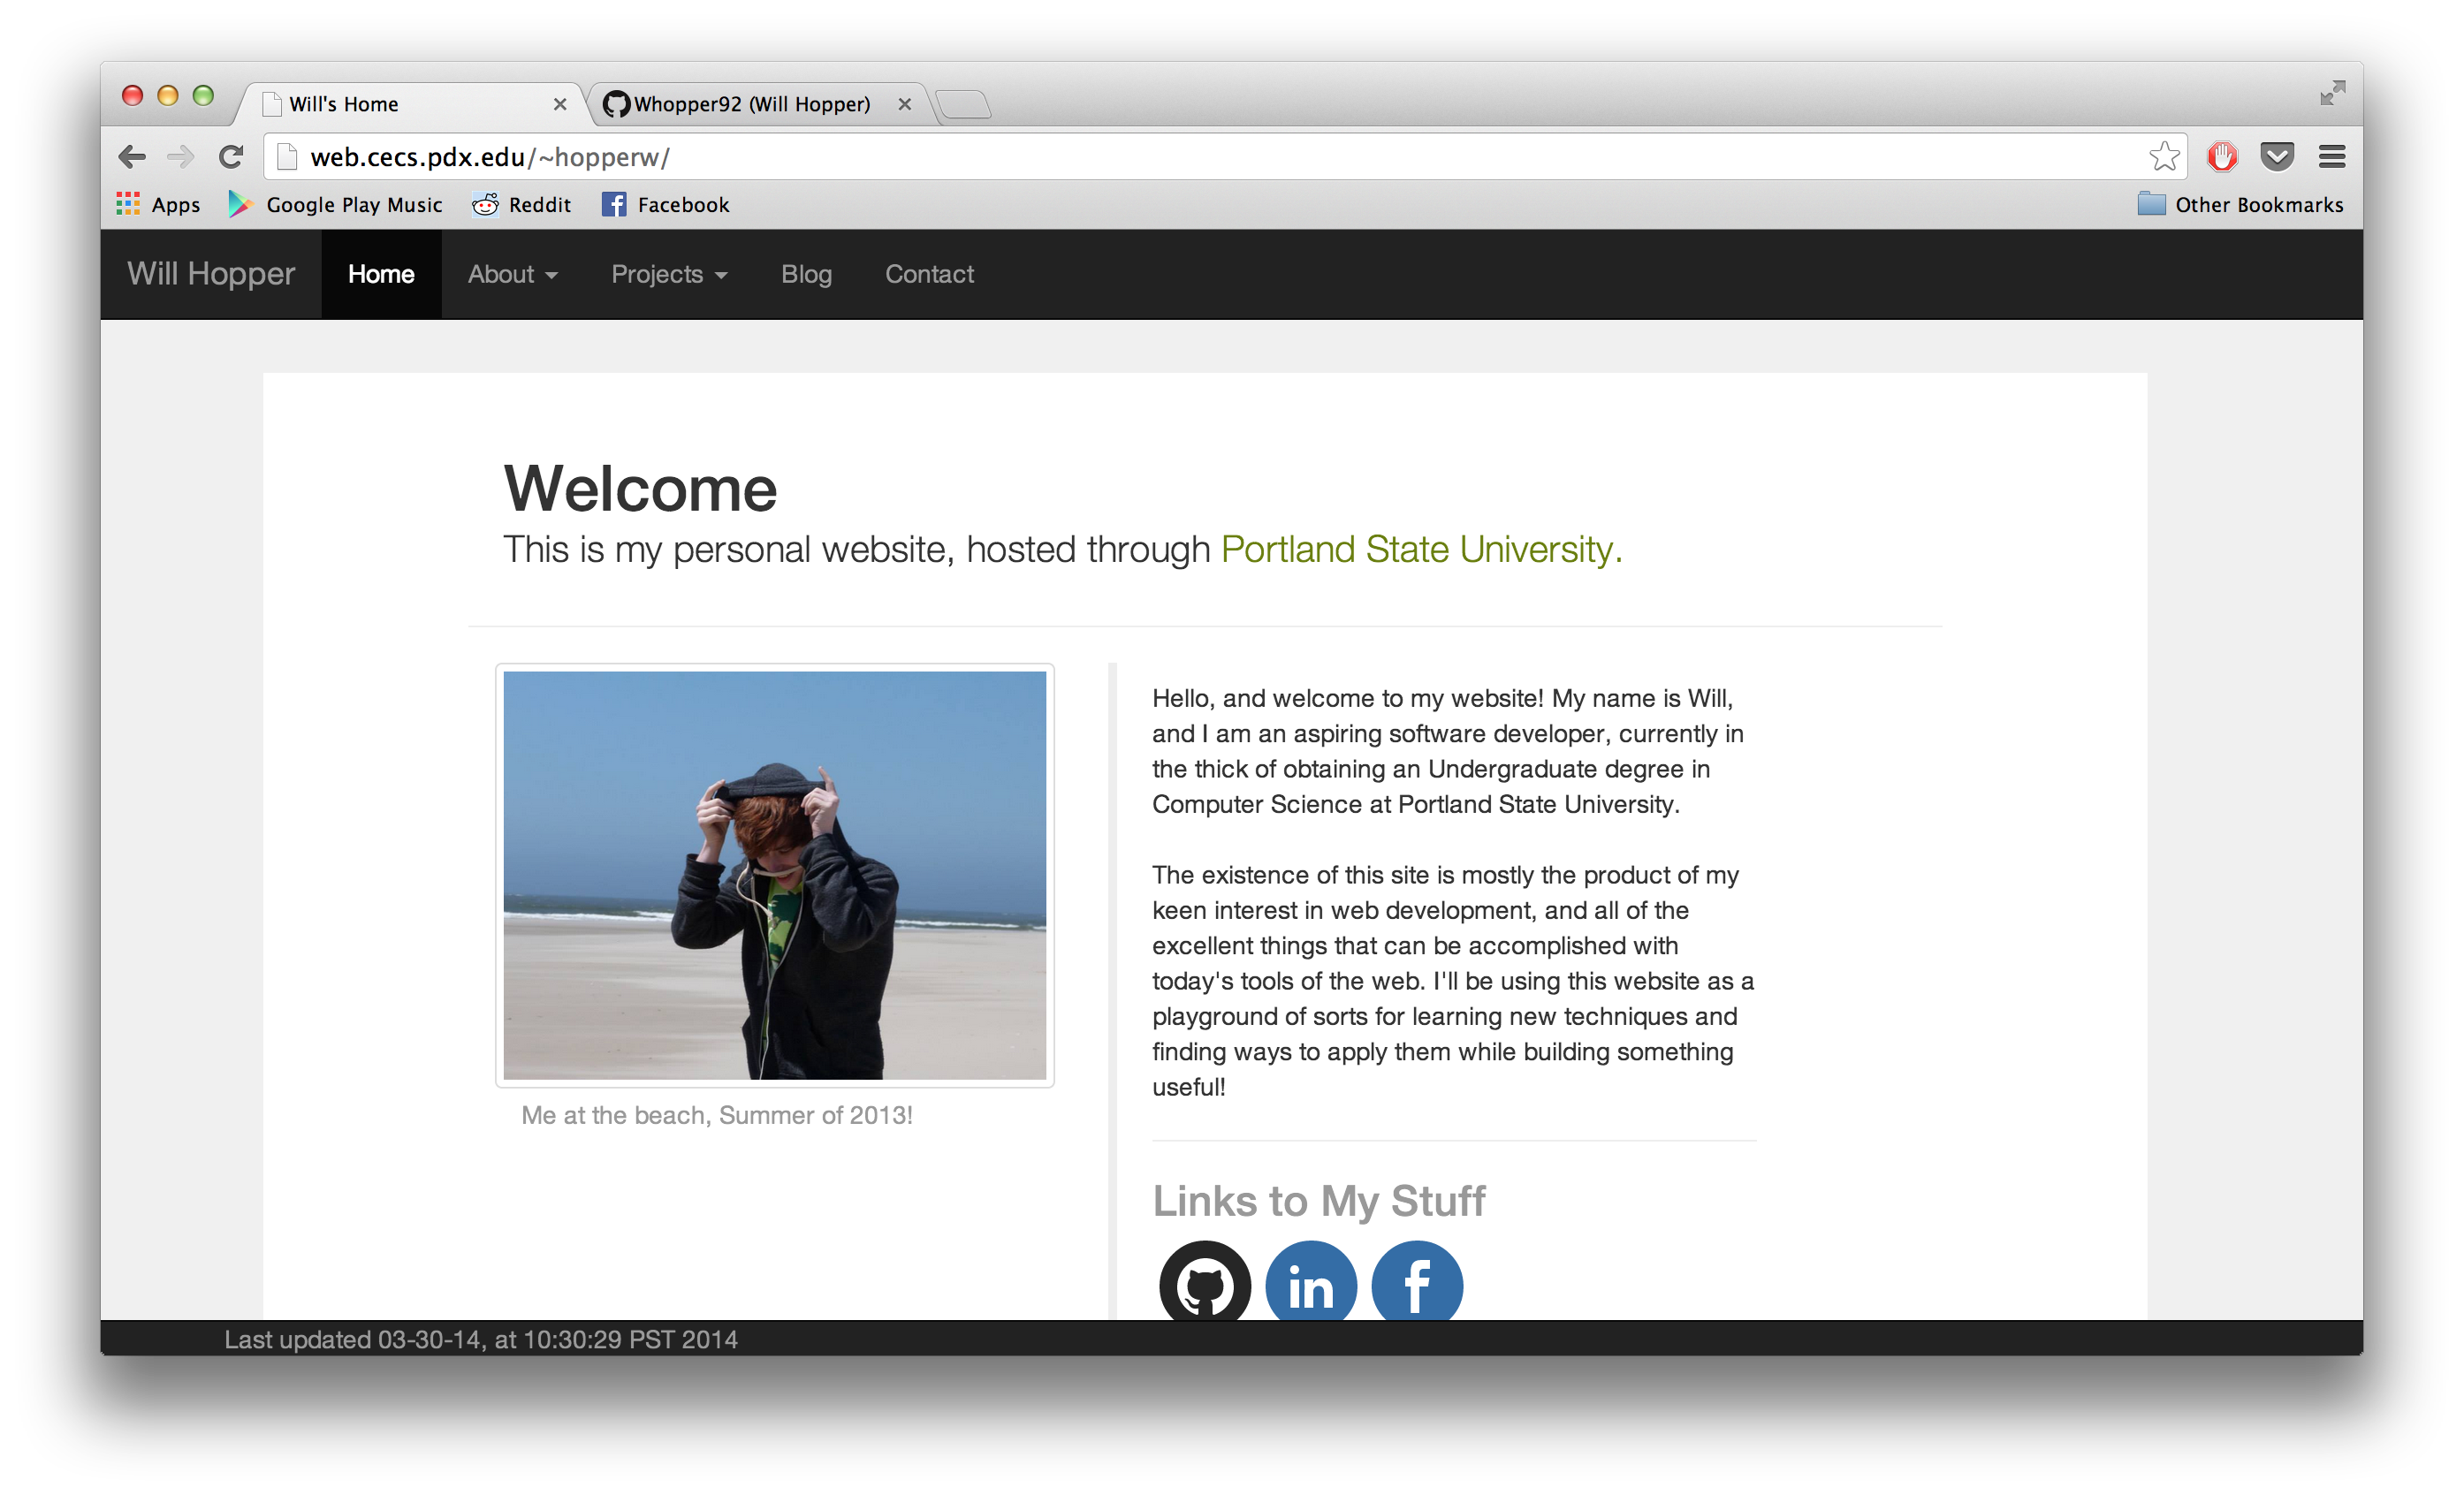 Will's Home
Whopper92 (Will Hopper)
web.cecs.pdx.edu/~hopperw/
Apps
Google Play Music
Reddit
Facebook
Other Bookmarks
Will Hopper
Home
About
Projects
Blog
Contact
Welcome
This is my personal website, hosted through Portland State University.
Me at the beach, Summer of 2013!
Hello, and welcome to my website! My name is Will,
and I am an aspiring software developer, currently in
the thick of obtaining an Undergraduate degree in
Computer Science at Portland State University.
The existence of this site is mostly the product of my
keen interest in web development, and all of the
excellent things that can be accomplished with
today's tools of the web. I'll be using this website as a
playground of sorts for learning new techniques and
finding ways to apply them while building something
useful!
Links to My Stuff
in
f
Last updated 03-30-14, at 10:30:29 PST 2014